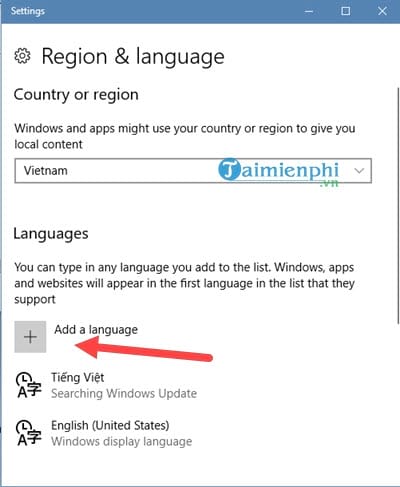 Settings
Region & language
Country or region
Windows and apps might use your country or region to give you
local content
Vietnam
Taimienphi
.vn
Languages
You can type in any language you add to the list. Windows, apps
and websites will appear in the first language in the list that they
support
Add a language
Tiếng Việt
Searching Windows Update
English (United States)
Windows display language